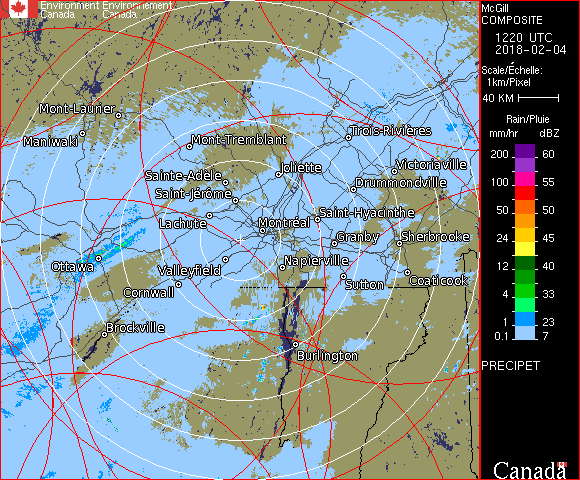 Environment Environnement
Canada Canada
McGill
COMPOSITE
1220 UTC
2018-02-04
Scale/Échelle:
1km/Pixel
40 KM
Rain/Pluie
mm/hr dBZ
200 60
100 55
50 50
24 45
12 40
4 33
1 23
0.1 7
PRECIPET
Canada
Mont-Laurier
Maniwaki
Mont-Tremblant
Trois-Rivières
Sainte-Adèle
Joliette
Victoriaville
Saint-Jérôme
Drummondville
Lachute
Montréal
Saint-Hyacinthe
Granby
Sherbrooke
Ottawa
Valleyfield
Napierville
Cornwall
Sutton
Coaticook
Brockville
Burlington